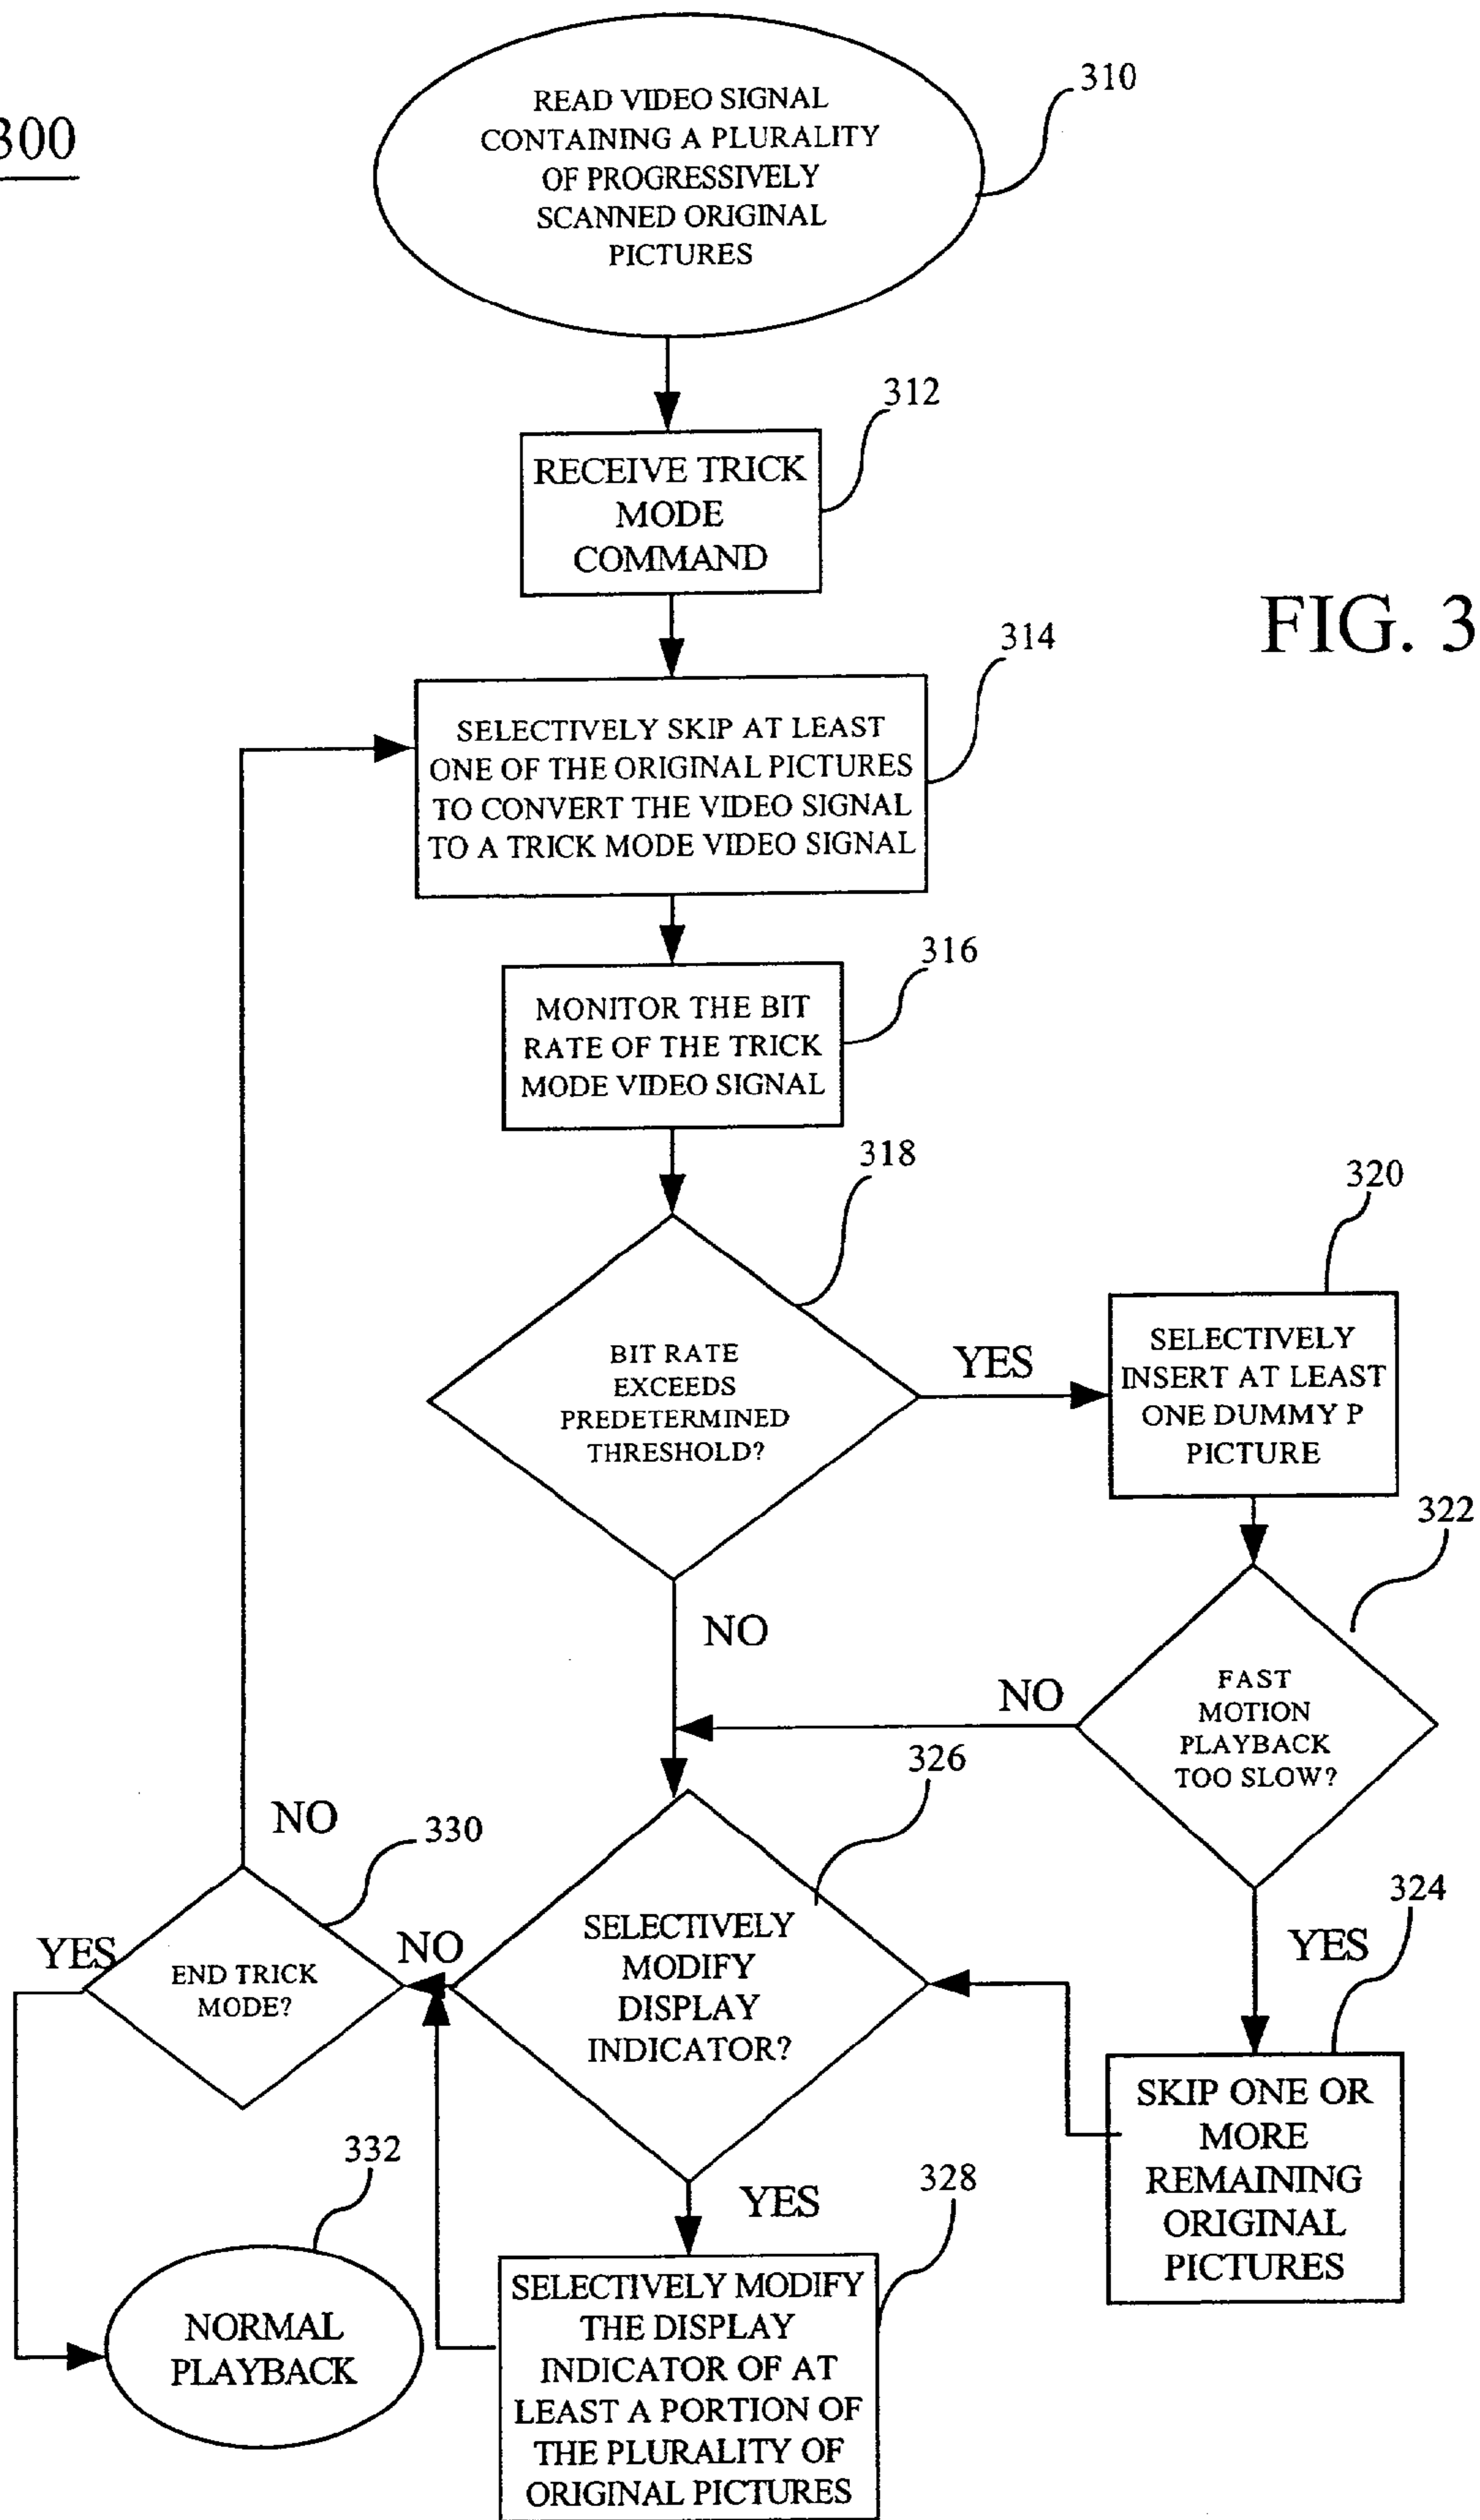 300
310
READ VIDEO SIGNAL
CONTAINING A PLURALITY
OF PROGRESSIVELY
SCANNED ORIGINAL
PICTURES
312
RECEIVE TRICK
MODE
COMMAND
FIG. 3
314
SELECTIVELY SKIP AT LEAST
ONE OF THE ORIGINAL PICTURES
TO CONVERT THE VIDEO SIGNAL
TO A TRICK MODE VIDEO SIGNAL
316
MONITOR THE BIT
RATE OF THE TRICK
MODE VIDEO SIGNAL
318
BIT RATE
EXCEEDS
PREDETERMINED
THRESHOLD?
YES
320
SELECTIVELY
INSERT AT LEAST
ONE DUMMY P
PICTURE
322
NO
FAST
MOTION
PLAYBACK
TOO SLOW?
NO
YES
324
SKIP ONE OR
MORE
REMAINING
ORIGINAL
PICTURES
326
SELECTIVELY
MODIFY
DISPLAY
INDICATOR?
NO
YES
328
SELECTIVELY MODIFY
THE DISPLAY
INDICATOR OF AT
LEAST A PORTION OF
THE PLURALITY OF
ORIGINAL PICTURES
330
END TRICK
MODE?
NO
YES
332
NORMAL
PLAYBACK